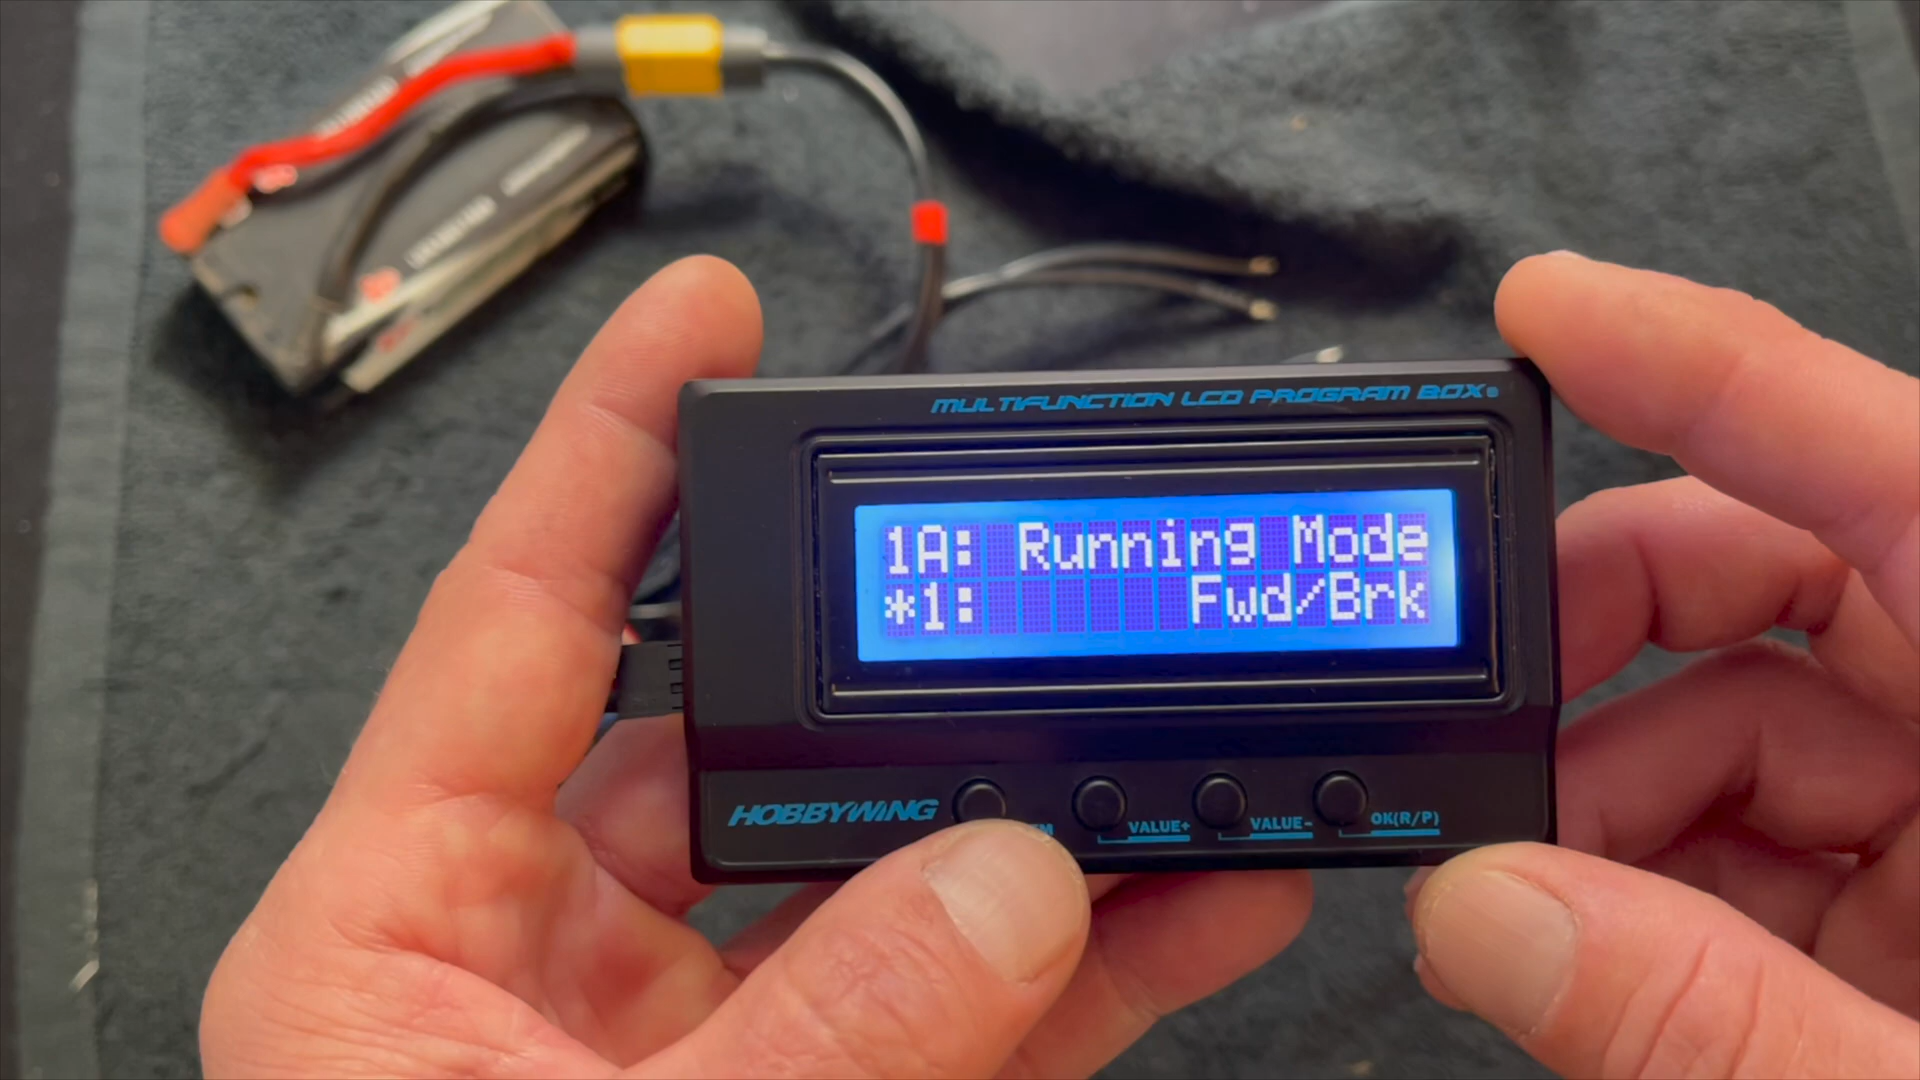 MULTIFUNCTION LCD PROGRAM BOX
1A: Running Mode
*1: Fwd/Brk
HOBBYWING
VALUE+
VALUE-
OK(R/P)